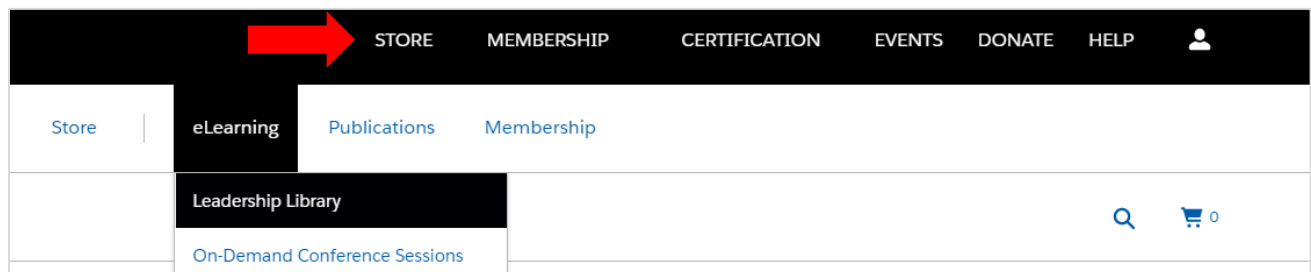 STORE MEMBERSHIP CERTIFICATION EVENTS DONATE HELP
Store eLearning Publications Membership
Leadership Library
0
On-Demand Conference Sessions